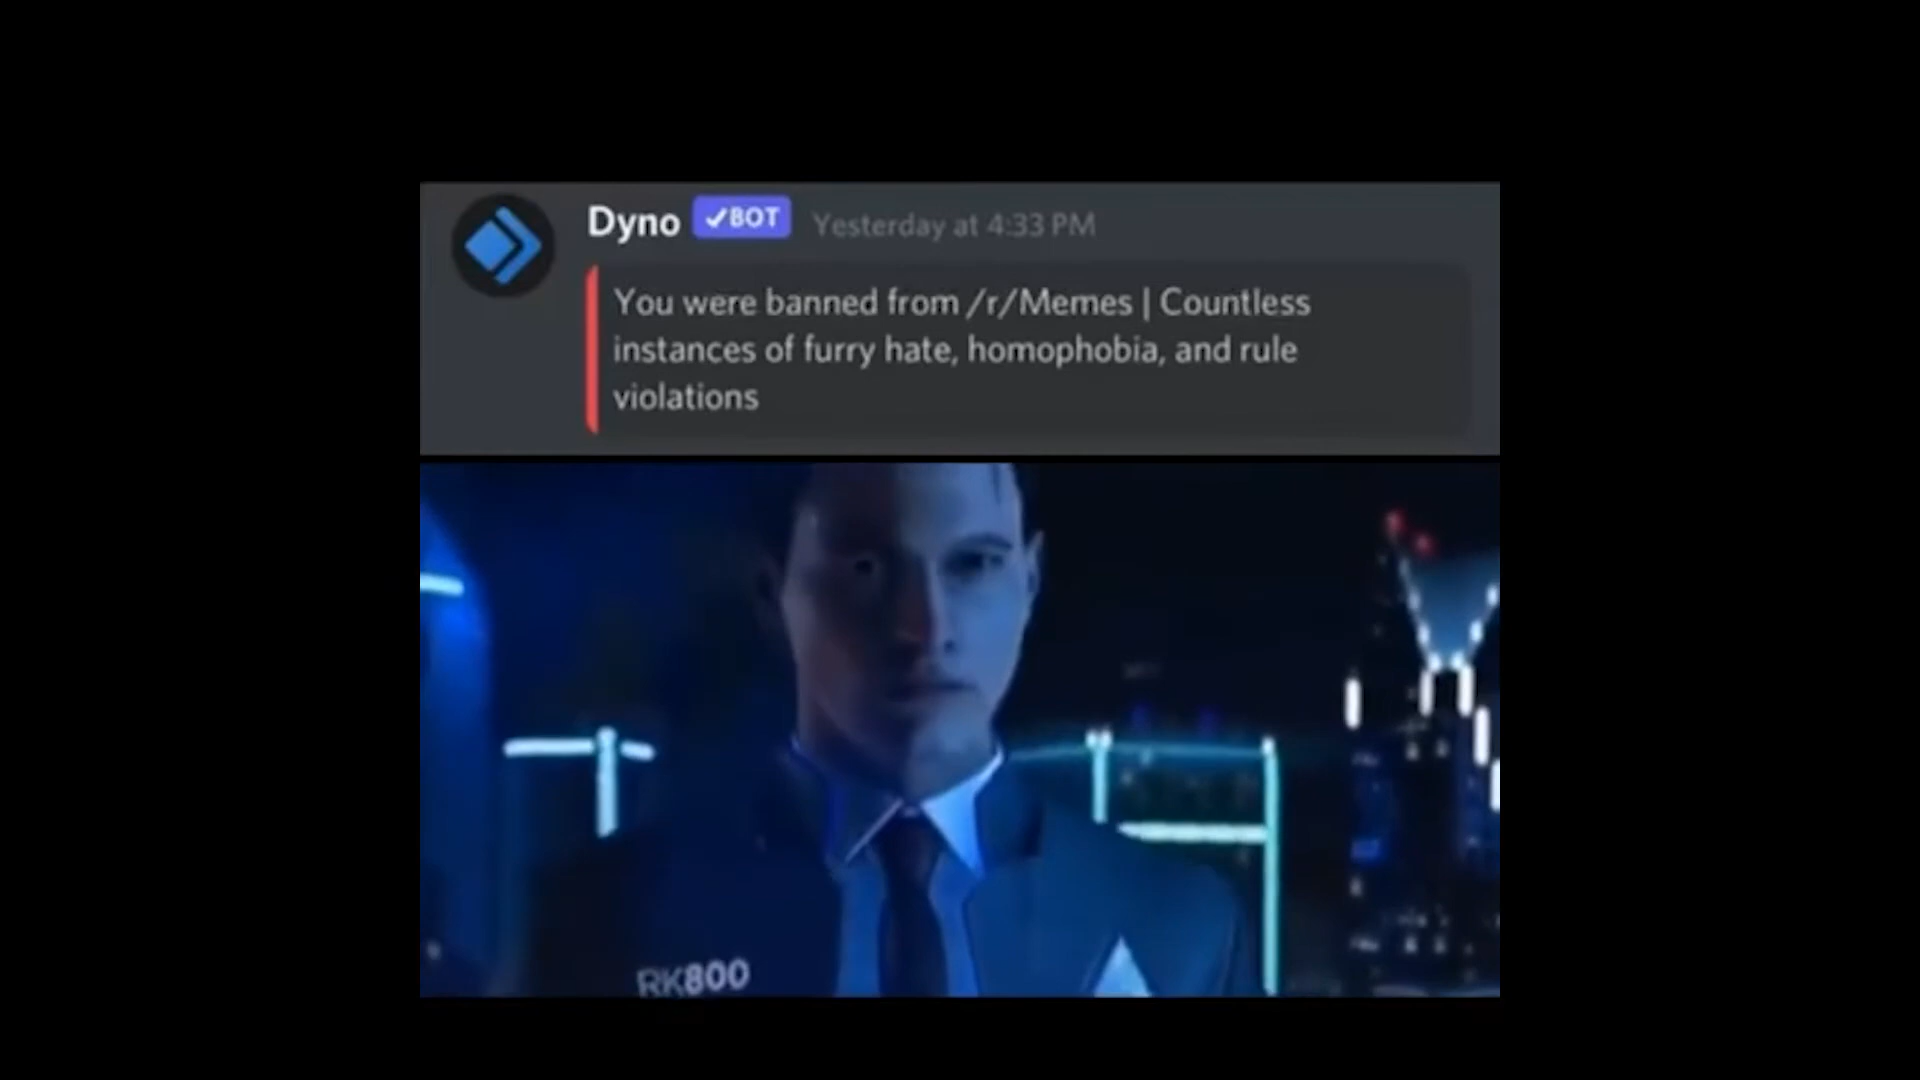 Dyno ✓BOT Yesterday at 4:33 PM
You were banned from /r/Memes | Countless
instances of furry hate, homophobia, and rule
violations
RK800